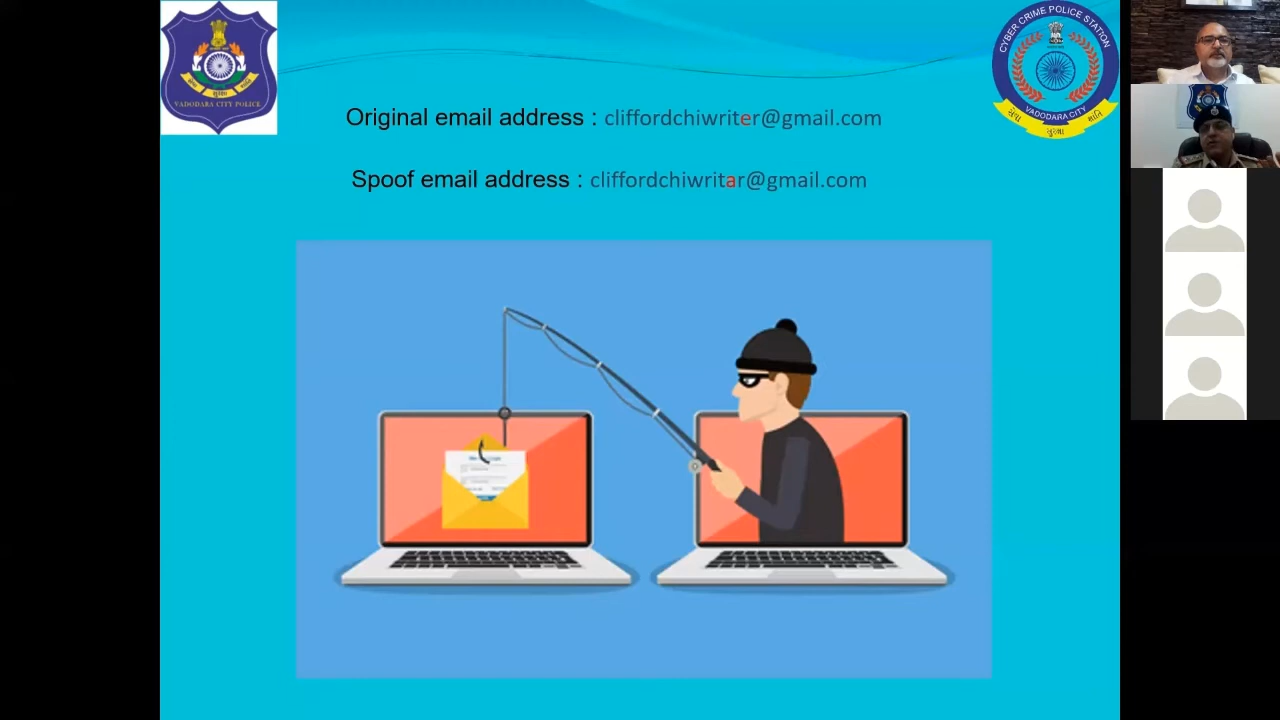 VADODARA CITY POLICE
CYBER CRIME POLICE STATION
VADODARA CITY
સેવા
સુરક્ષા
શાંતિ
Original email address : cliffordchiwriter@gmail.com
Spoof email address : cliffordchiwritar@gmail.com